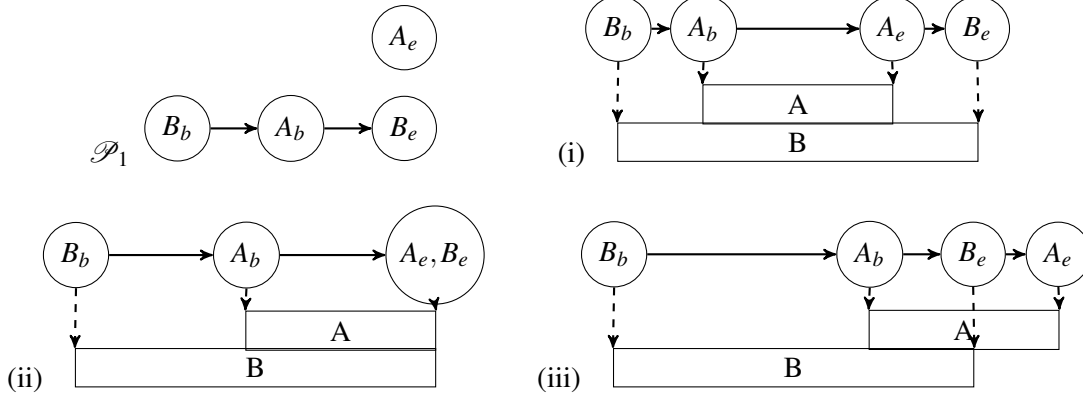 A_e
B_b A_b B_e
𝒫_1
B_b A_b A_e B_e
A
B
(i)
B_b A_b A_e, B_e
A
B
(ii)
B_b A_b B_e A_e
A
B
(iii)